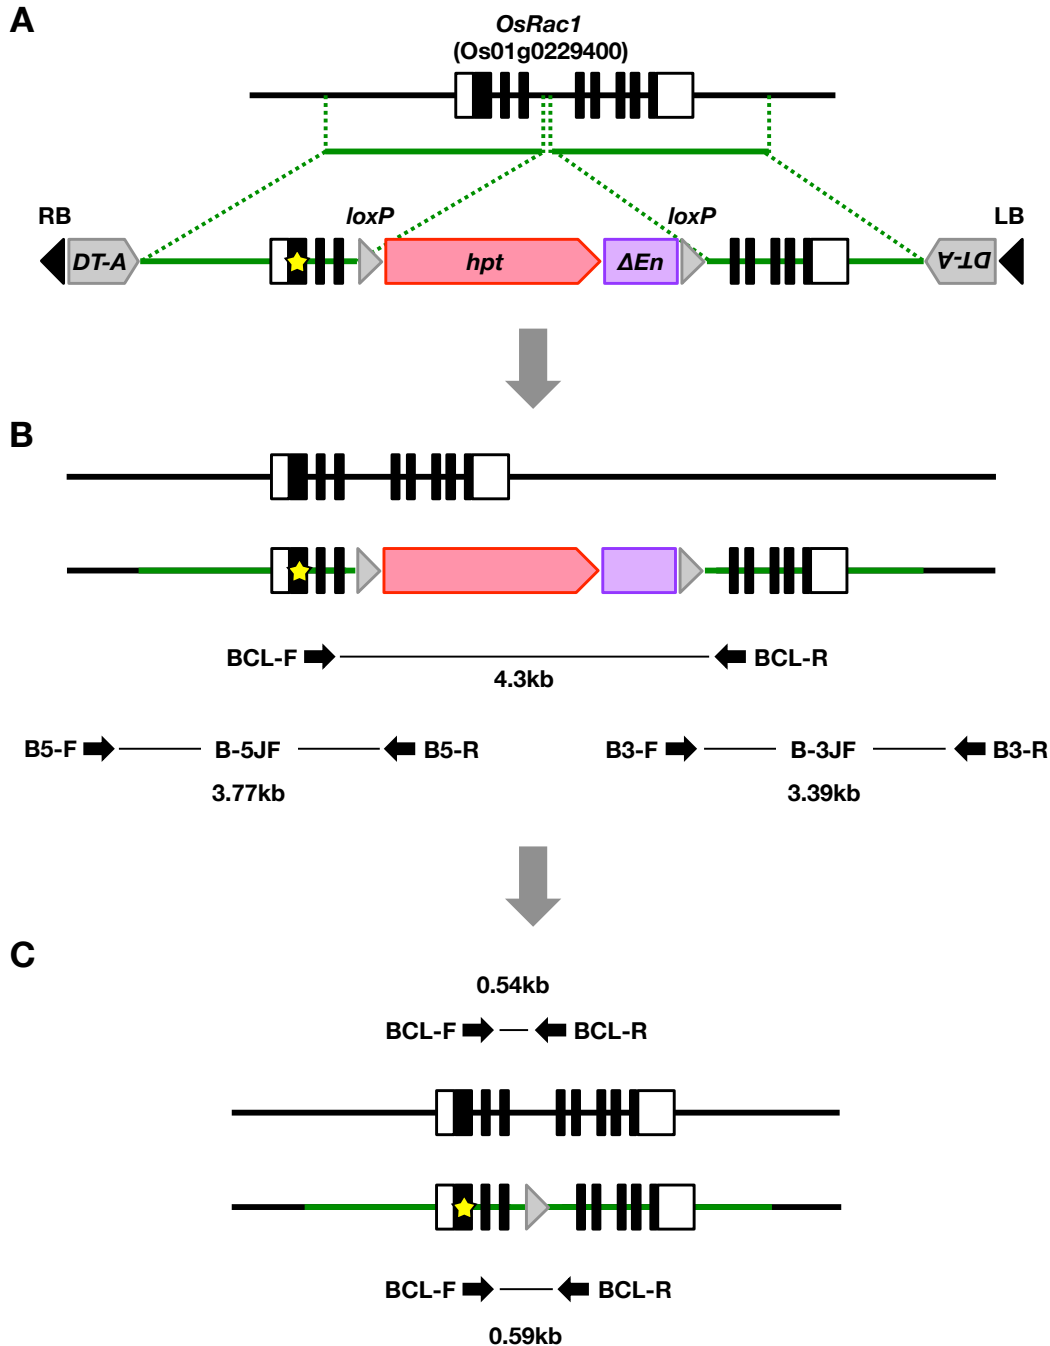 A
OsRac1
(Os01g0229400)
RB
loxP
loxP
LB
DT-A
hpt
ΔEn
DT-A
B
BCL-F
BCL-R
4.3kb
B5-F
B-5JF
B5-R
B3-F
B-3JF
B3-R
3.77kb
3.39kb
C
0.54kb
BCL-F
BCL-R
BCL-F
BCL-R
0.59kb